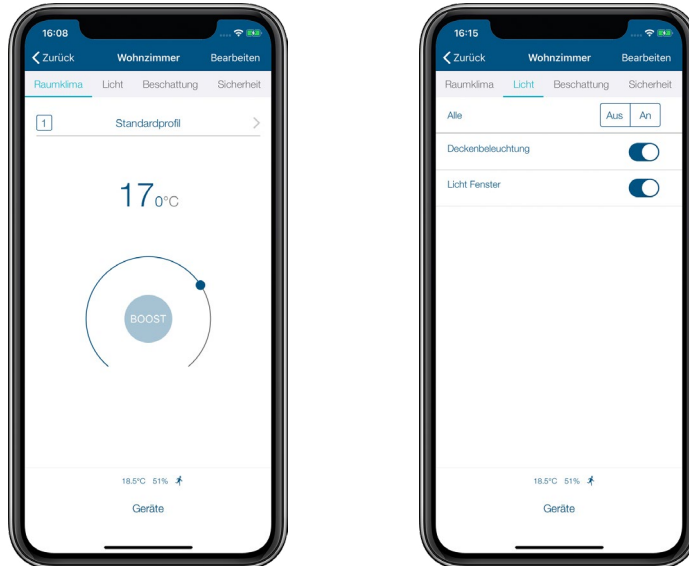 16:08
Zurück Wohnzimmer Bearbeiten
Raumklima Licht Beschattung Sicherheit
1 Standardprofil
17 0°C
BOOST
18.5°C 51%
Geräte
16:15
Zurück Wohnzimmer Bearbeiten
Raumklima Licht Beschattung Sicherheit
Alle Aus An
Deckenbeleuchtung
Licht Fenster
18.5°C 51%
Geräte